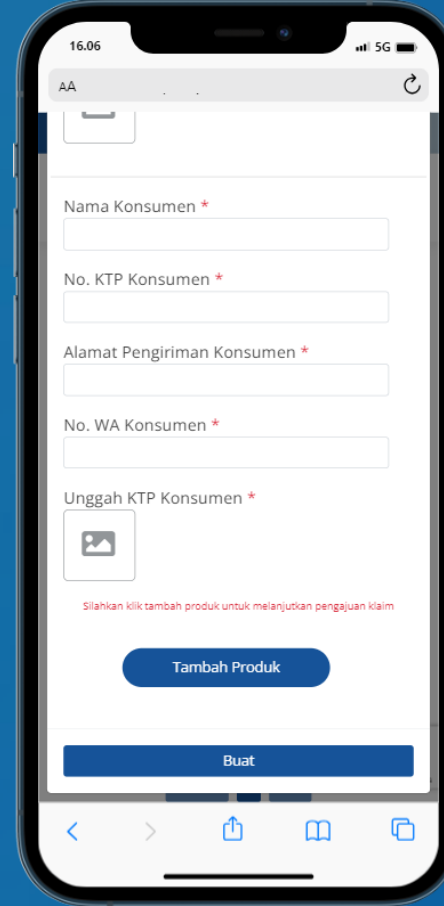 16.06
5G
AA
Nama Konsumen *
No. KTP Konsumen *
Alamat Pengiriman Konsumen *
No. WA Konsumen *
Unggah KTP Konsumen *
Silahkan klik tambah produk untuk melanjutkan pengajuan klaim
Tambah Produk
Buat